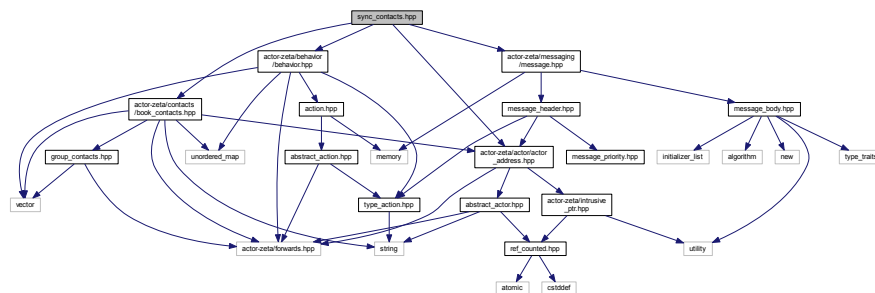 sync_contacts.hpp
actor-zeta/behavior
/behavior.hpp
actor-zeta/messaging
/message.hpp
actor-zeta/contacts
/book_contacts.hpp
action.hpp
message_header.hpp
message_body.hpp
group_contacts.hpp
unordered_map
abstract_action.hpp
memory
actor-zeta/actor/actor
_address.hpp
message_priority.hpp
initializer_list
algorithm
new
type_traits
vector
type_action.hpp
abstract_actor.hpp
actor-zeta/intrusive
_ptr.hpp
actor-zeta/forwards.hpp
string
ref_counted.hpp
utility
atomic
cstddef